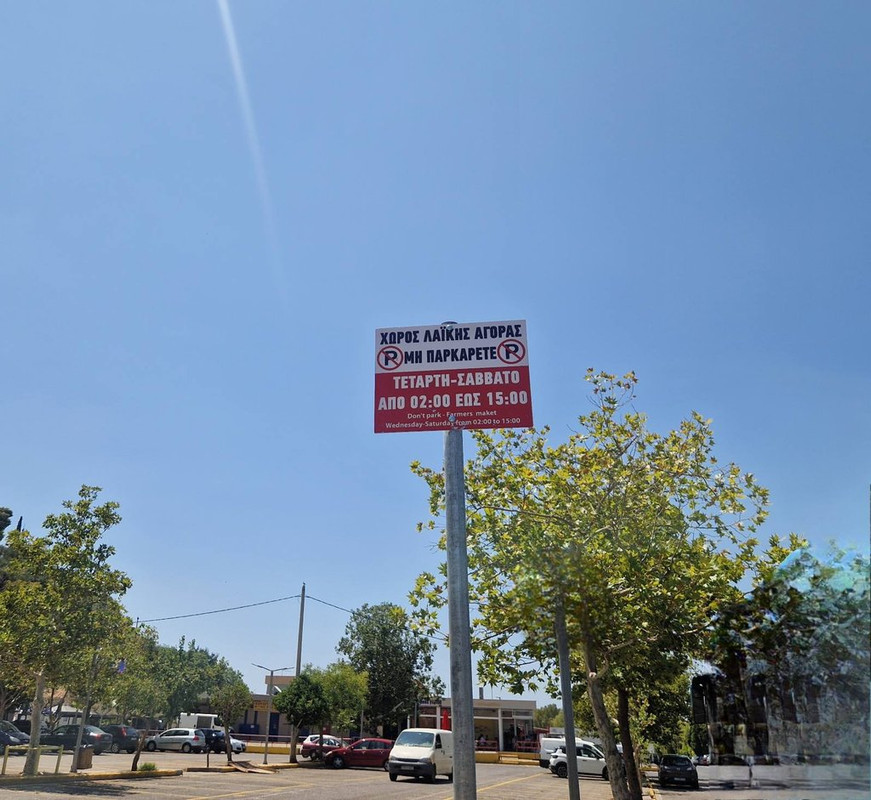 ΧΩΡΟΣ ΛΑΪΚΗΣ ΑΓΟΡΑΣ
ΜΗ ΠΑΡΚΑΡΕΤΕ
ΤΕΤΑΡΤΗ-ΣΑΒΒΑΤΟ
ΑΠΟ 02:00 ΕΩΣ 15:00
Don't park - Farmers maket
Wednesday-Saturday from 02:00 to 15:00